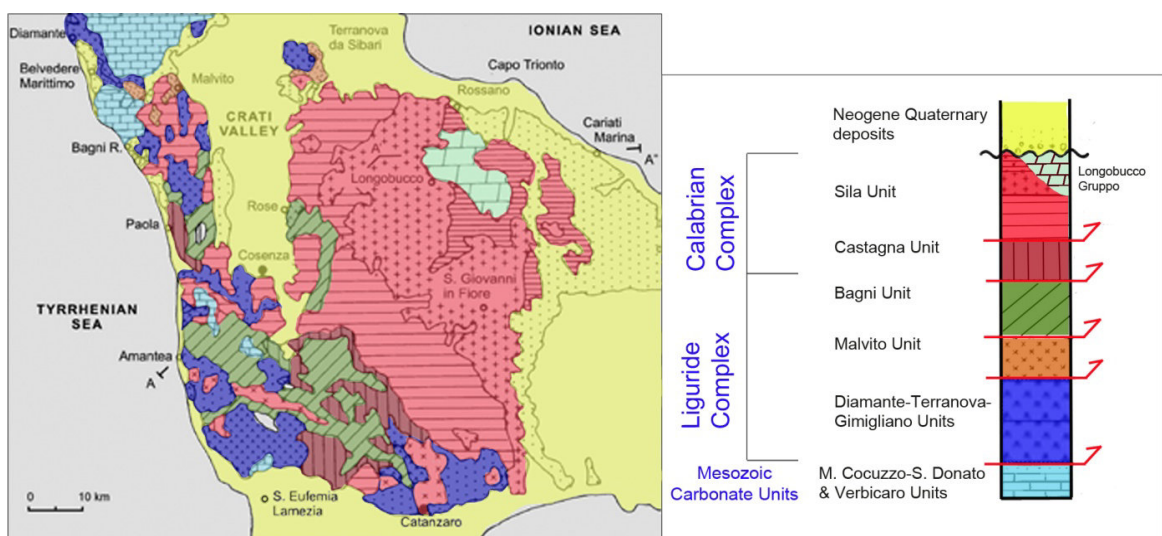 Diamante
Belvedere
Marittimo
Malvito
Bagni R.
Paola
TYRRHENIAN
SEA
Amantea
A
0 10 km
Terranova
da Sibari
CRATI
VALLEY
Rose
Cosenza
S. Eufemia
Lamezia
Catanzaro
IONIAN SEA
Capo Trionto
Rossano
Cariati
Marina
A"
A'
Longobucco
S. Giovanni
in Fiore
Calabrian
Complex
Liguride
Complex
Mesozoic
Carbonate Units
Neogene Quaternary
deposits
Sila Unit
Castagna Unit
Bagni Unit
Malvito Unit
Diamante-Terranova-
Gimigliano Units
M. Cocuzzo-S. Donato
& Verbicaro Units
Longobucco
Gruppo